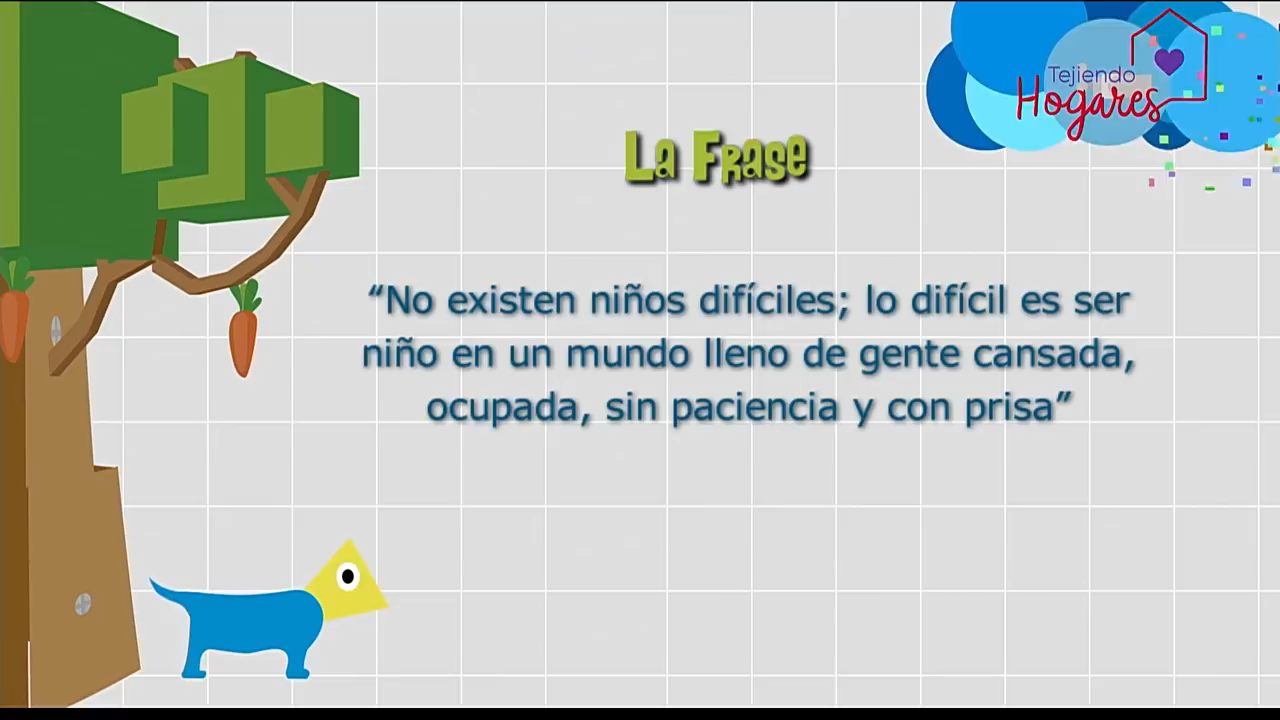 Tejiendo
Hogares
La Frase
“No existen niños difíciles; lo difícil es ser
niño en un mundo lleno de gente cansada,
ocupada, sin paciencia y con prisa”